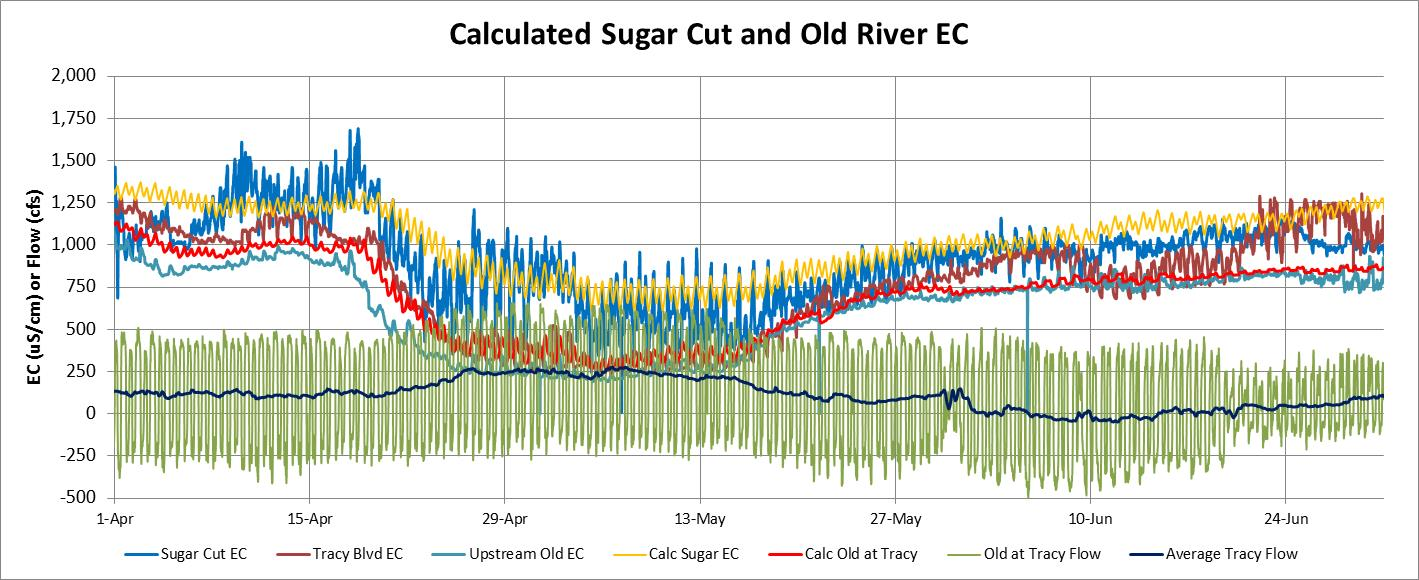 Calculated Sugar Cut and Old River EC
EC (uS/cm) or Flow (cfs)
2,000
1,750
1,500
1,250
1,000
750
500
250
0
-250
-500
1-Apr 15-Apr 29-Apr 13-May 27-May 10-Jun 24-Jun
Sugar Cut EC Tracy Blvd EC Upstream Old EC Calc Sugar EC Calc Old at Tracy Old at Tracy Flow Average Tracy Flow